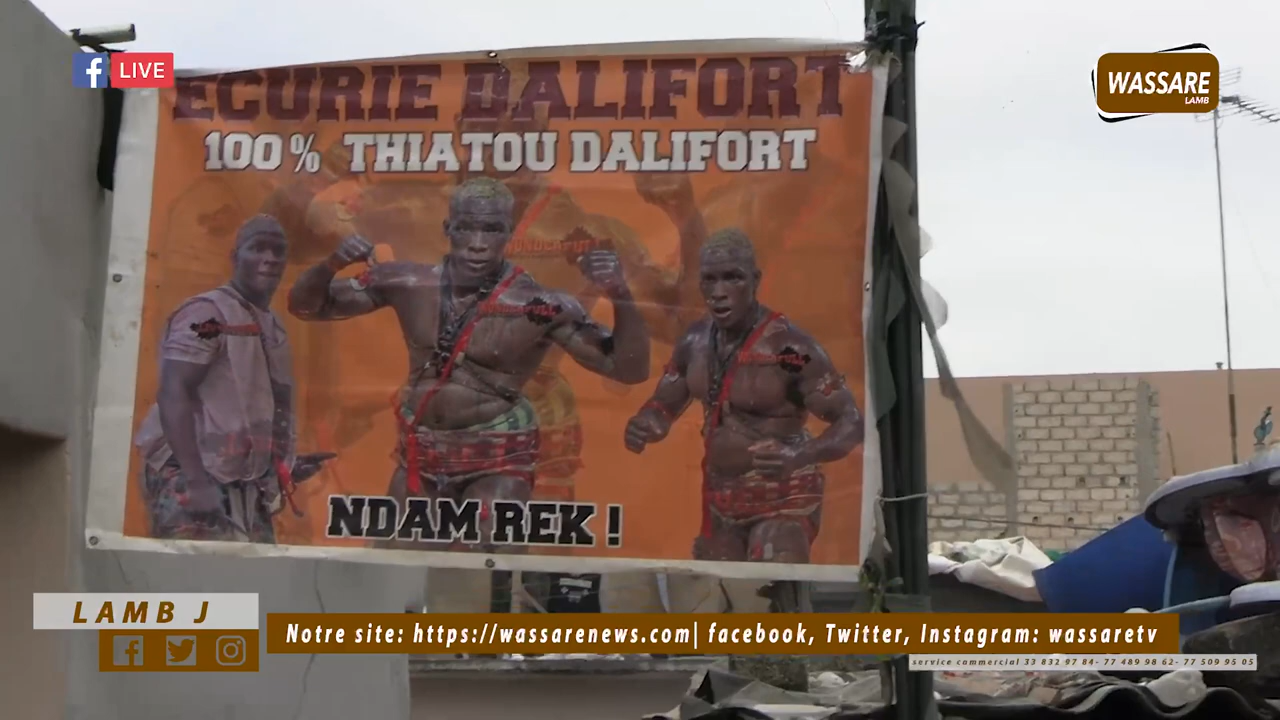 LIVE
WASSARE
LAMB
ECURIE DALIFORT
100% THIATOU DALIFORT
NDAM REK !
LAMB J
Notre site: https://wassarenews.com| facebook, Twitter, Instagram: wassaretv
service commercial 33 832 97 84- 77 489 98 62- 77 509 95 05